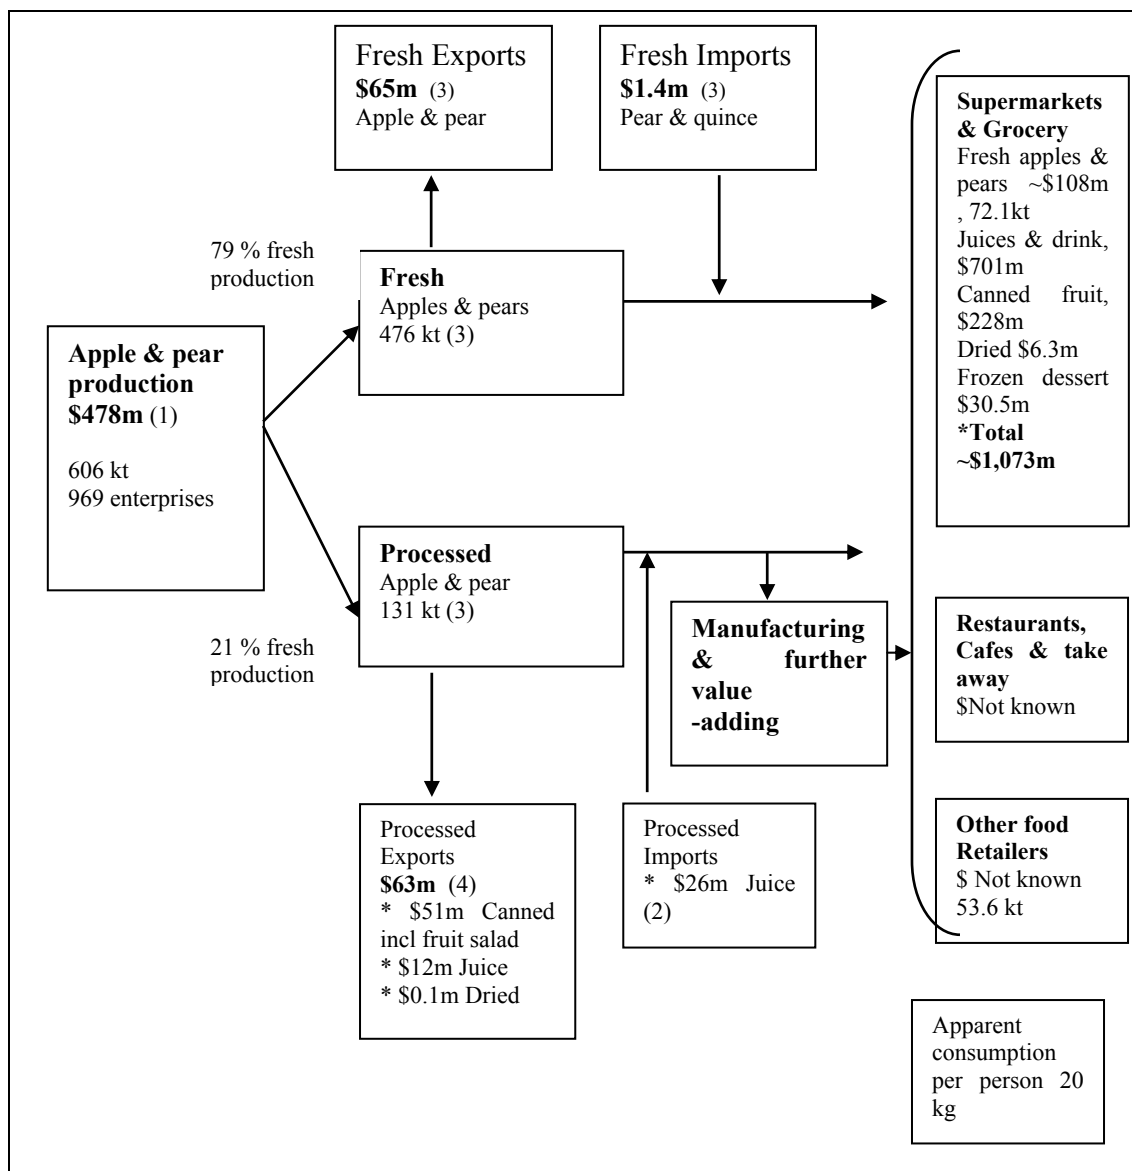 Fresh Exports
$65m (3)
Apple & pear
Fresh Imports
$1.4m (3)
Pear & quince
Supermarkets
& Grocery
Fresh apples &
pears ~$108m
, 72.1kt
Juices & drink,
$701m
Canned fruit,
$228m
Dried $6.3m
Frozen dessert
$30.5m
*Total
~$1,073m
79 % fresh
production
Fresh
Apples & pears
476 kt (3)
Apple & pear
production
$478m (1)
606 kt
969 enterprises
Processed
Apple & pear
131 kt (3)
21 % fresh
production
Manufacturing
& further
value
-adding
Restaurants,
Cafes & take
away
$Not known
Processed
Exports
$63m (4)
* $51m Canned
incl fruit salad
* $12m Juice
* $0.1m Dried
Processed
Imports
* $26m Juice
(2)
Other food
Retailers
$ Not known
53.6 kt
Apparent
consumption
per person 20
kg